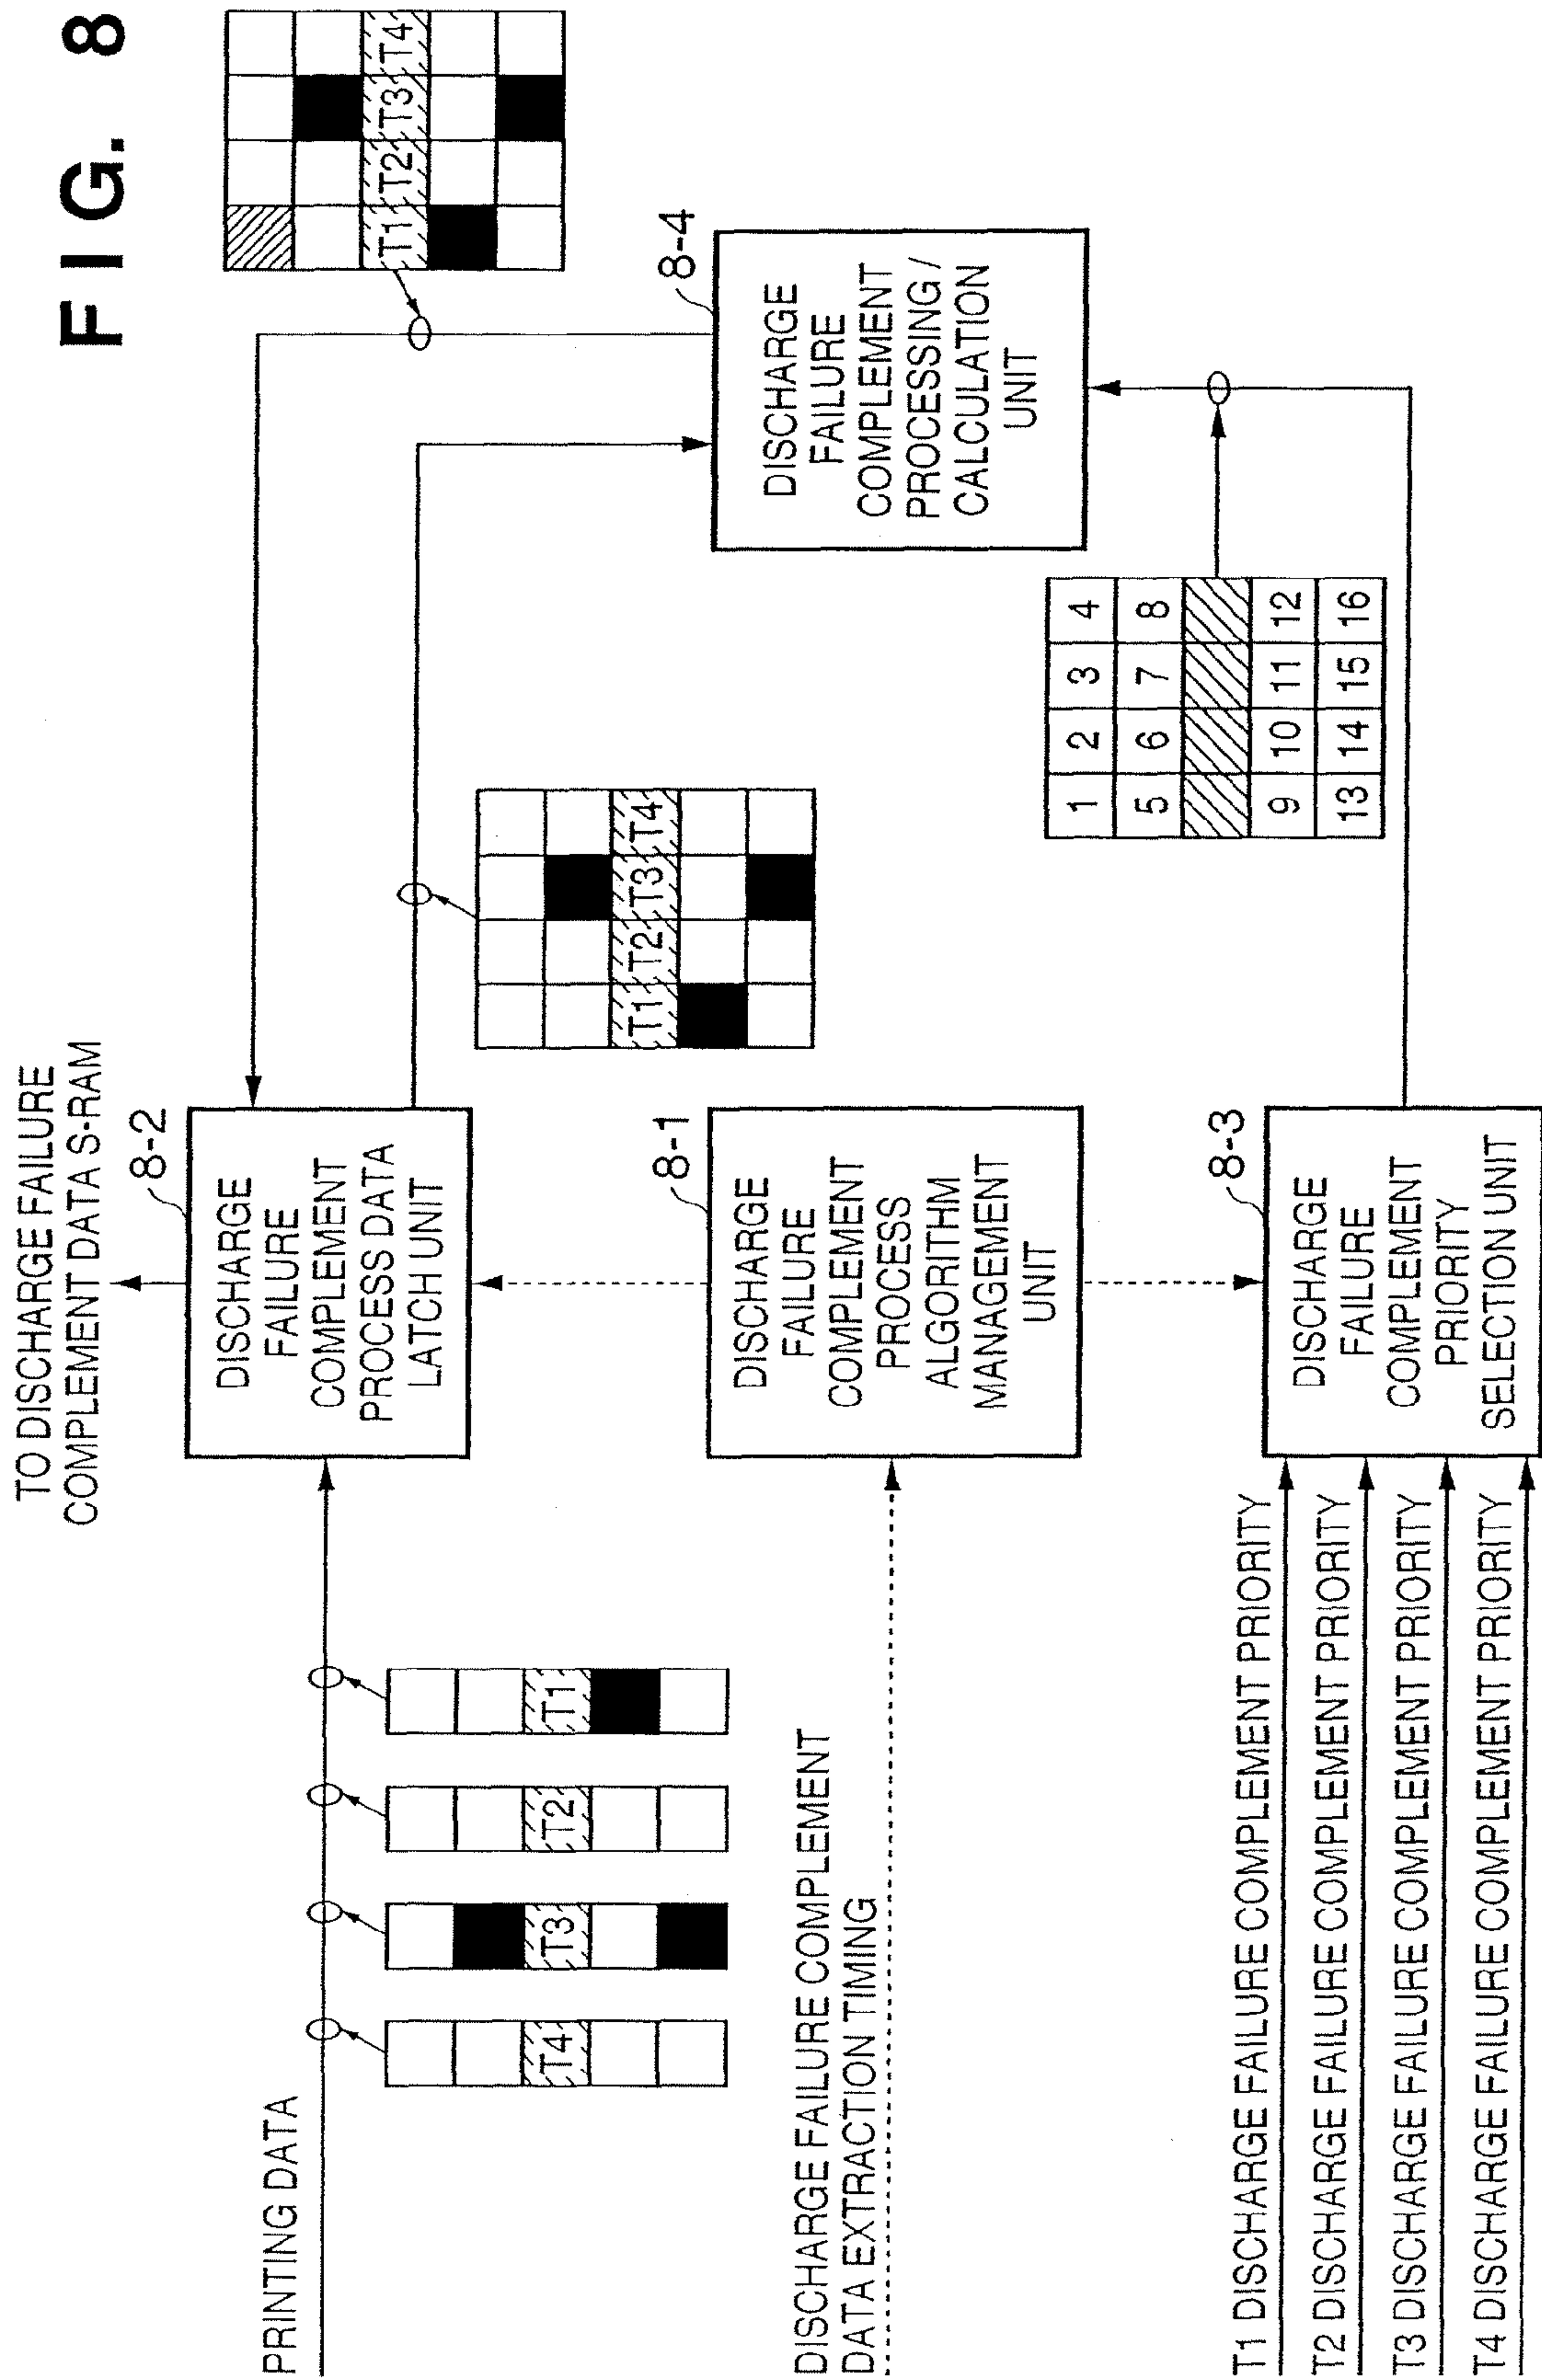 FIG. 8
TO DISCHARGE FAILURE
COMPLEMENT DATA S-RAM
PRINTING DATA
T4
T3
T2
T1
8-2
DISCHARGE
FAILURE
COMPLEMENT
PROCESS DATA
LATCH UNIT
T1 T2 T3 T4
T1 T2 T3 T4
DISCHARGE FAILURE COMPLEMENT
DATA EXTRACTION TIMING
8-1
DISCHARGE
FAILURE
COMPLEMENT
PROCESS
ALGORITHM
MANAGEMENT
UNIT
8-4
DISCHARGE
FAILURE
COMPLEMENT
PROCESSING /
CALCULATION
UNIT
1 2 3 4
5 6 7 8
9 10 11 12
13 14 15 16
T1 DISCHARGE FAILURE COMPLEMENT PRIORITY
T2 DISCHARGE FAILURE COMPLEMENT PRIORITY
T3 DISCHARGE FAILURE COMPLEMENT PRIORITY
T4 DISCHARGE FAILURE COMPLEMENT PRIORITY
8-3
DISCHARGE
FAILURE
COMPLEMENT
PRIORITY
SELECTION UNIT